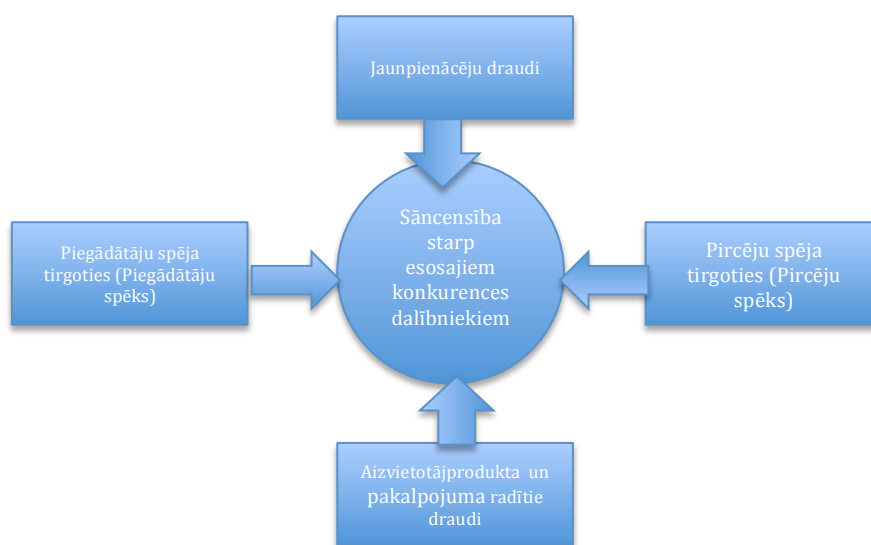 Jaunpienācēju draudi
Sāncensība
starp
esosajiem
konkurences
dalībniekiem
Piegādātāju spēja
tirgoties (Piegādātāju
spēks)
Pircēju spēja
tirgoties (Pircēju
spēks)
Aizvietotājprodukta un
pakalpojuma radītie
draudi